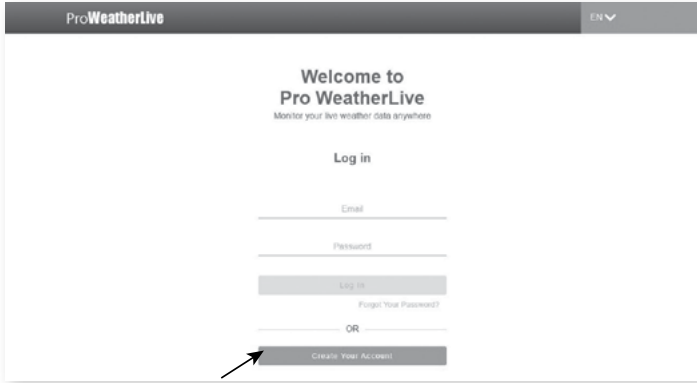 ProWeatherLive
EN
Welcome to
Pro WeatherLive
Monitor your live weather data anywhere
Log in
Email
Password
Log in
Forgot Your Password?
OR
Create Your Account